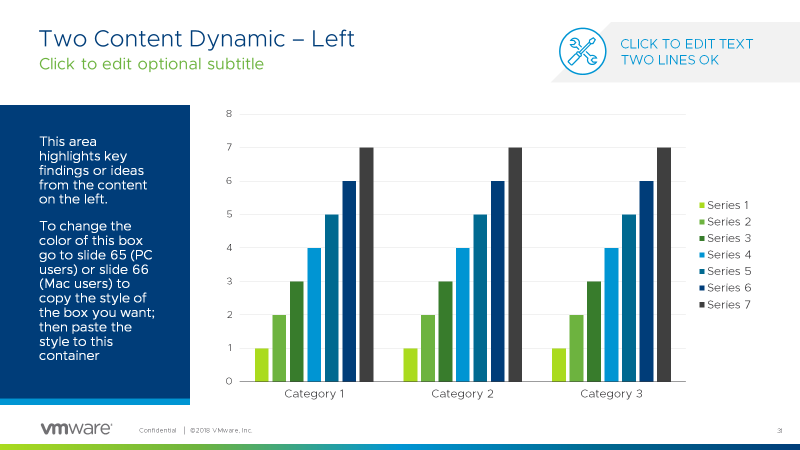 Two Content Dynamic – Left
Click to edit optional subtitle
CLICK TO EDIT TEXT
TWO LINES OK
This area
highlights key
findings or ideas
from the content
on the left.
To change the
color of this box
go to slide 65 (PC
users) or slide 66
(Mac users) to
copy the style of
the box you want;
then paste the
style to this
container
8
7
6
5
4
3
2
1
0
Category 1
Category 2
Category 3
Series 1
Series 2
Series 3
Series 4
Series 5
Series 6
Series 7
vmware®
Confidential │ ©2018 VMware, Inc.
31